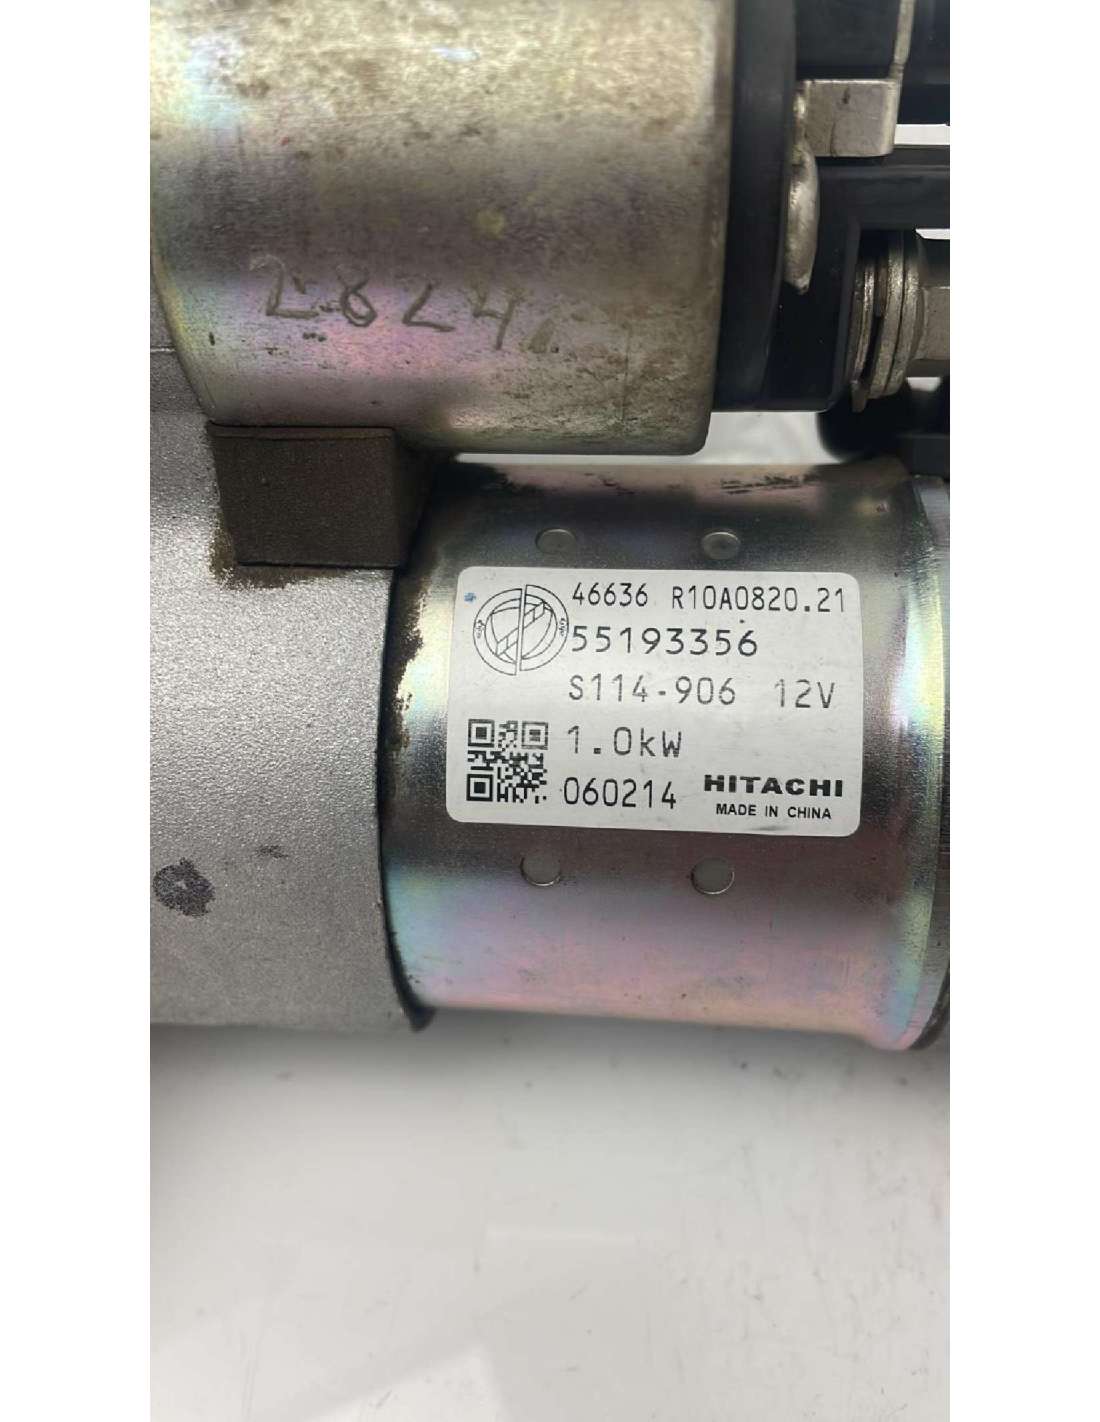 2824
46636 R10A0820.21
55193356
S114-906 12V
1.0kW
060214 HITACHI
MADE IN CHINA